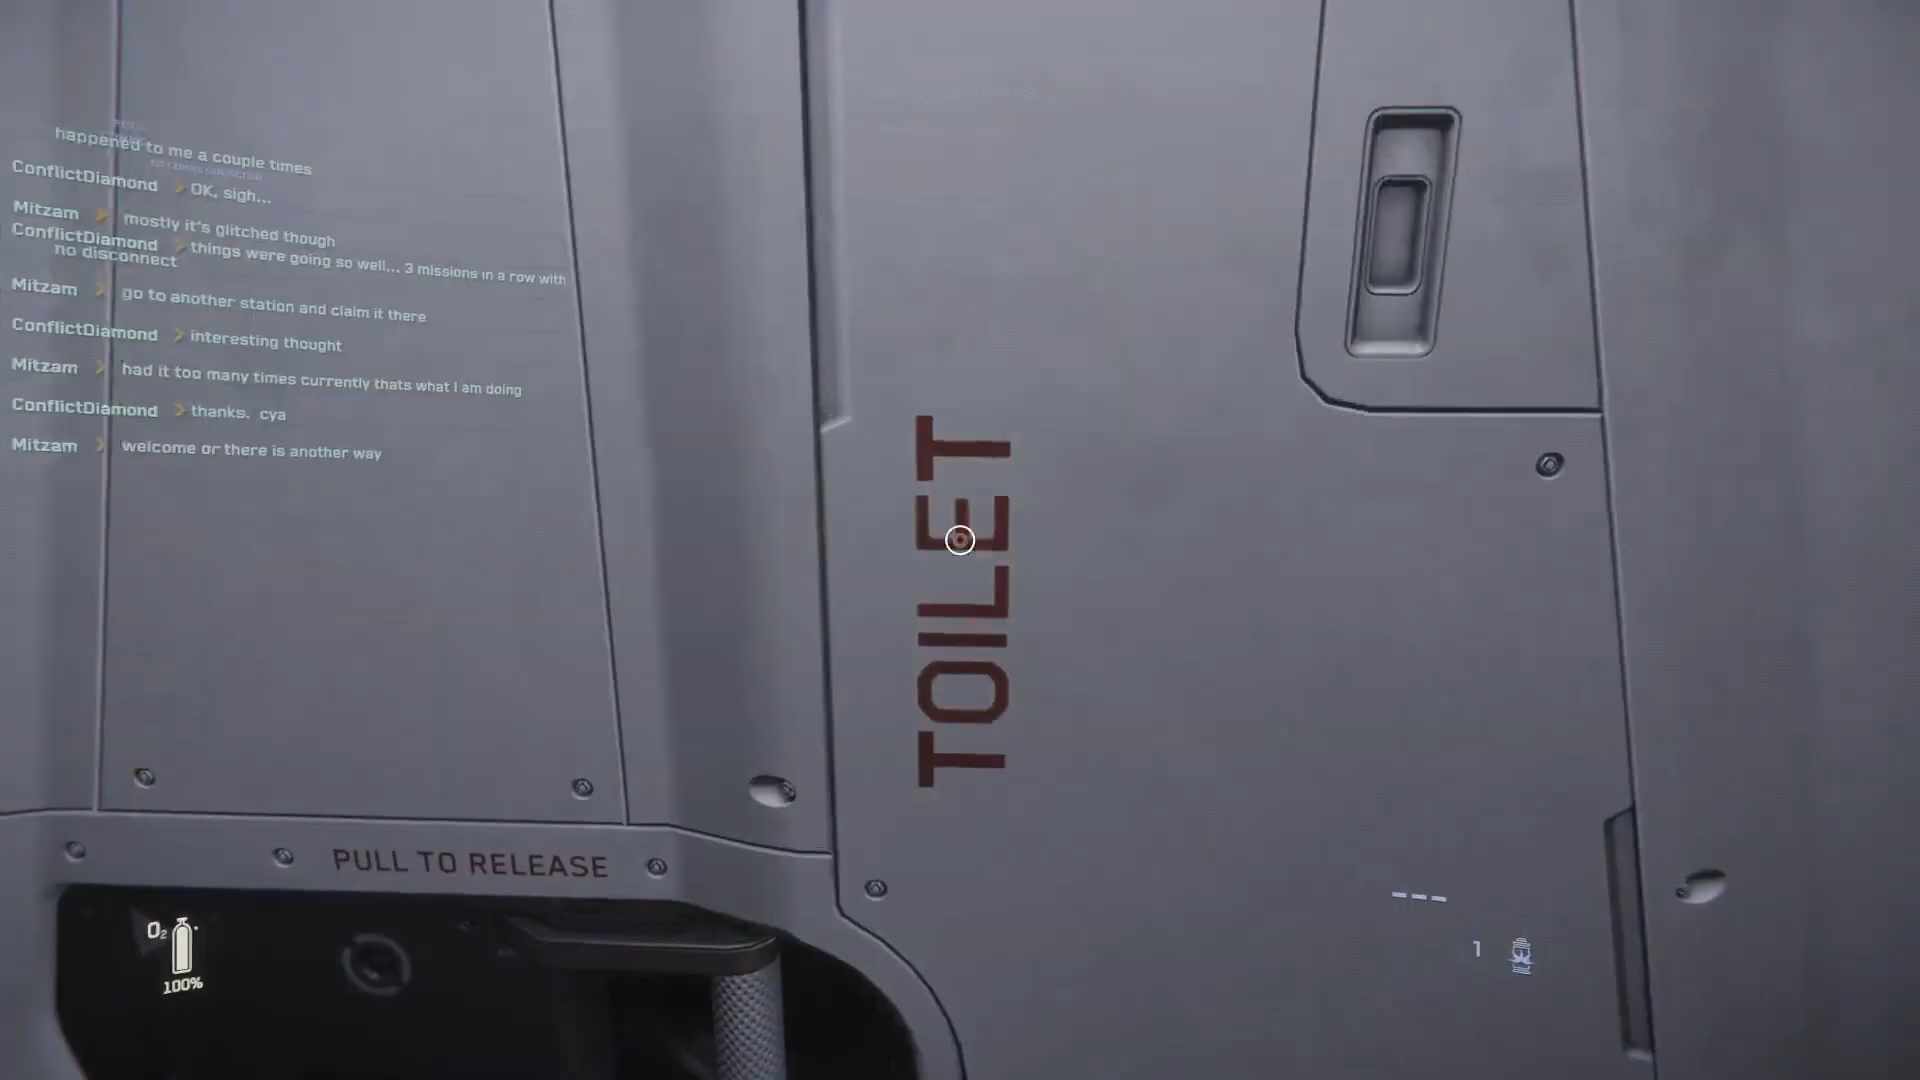 happened to me a couple times
ConflictDiamond > OK, sigh...
Mitzam > mostly it's glitched though
ConflictDiamond > things were going so well... 3 missions in a row with
no disconnect
Mitzam > go to another station and claim it there
ConflictDiamond > interesting thought
Mitzam > had it too many times currently thats what I am doing
ConflictDiamond > thanks. cya
Mitzam > welcome or there is another way
TOILET
PULL TO RELEASE
O₂
100%
---
1